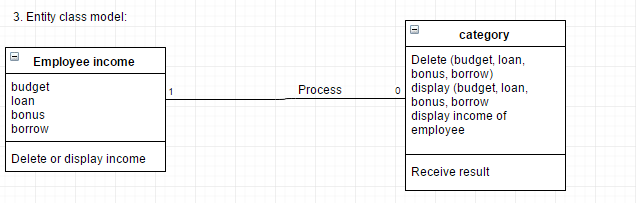 3. Entity class model:
Employee income
budget
loan
bonus
borrow
Delete or display income
1
Process
0
category
Delete (budget, loan,
bonus, borrow)
display (budget, loan,
bonus, borrow
display income of
employee
Receive result